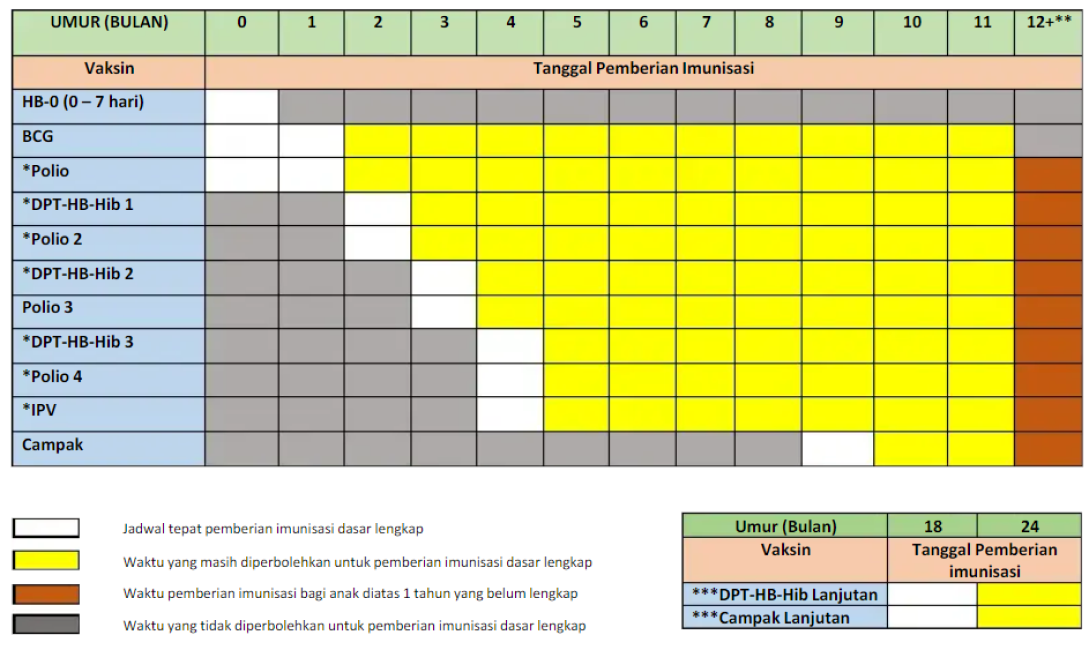 UMUR (BULAN) 0 1 2 3 4 5 6 7 8 9 10 11 12+**
Vaksin Tanggal Pemberian Imunisasi
HB-0 (0 – 7 hari)
BCG
*Polio
*DPT-HB-Hib 1
*Polio 2
*DPT-HB-Hib 2
Polio 3
*DPT-HB-Hib 3
*Polio 4
*IPV
Campak
Jadwal tepat pemberian imunisasi dasar lengkap
Waktu yang masih diperbolehkan untuk pemberian imunisasi dasar lengkap
Waktu pemberian imunisasi bagi anak diatas 1 tahun yang belum lengkap
Waktu yang tidak diperbolehkan untuk pemberian imunisasi dasar lengkap
Umur (Bulan) 18 24
Vaksin Tanggal Pemberian
imunisasi
***DPT-HB-Hib Lanjutan
***Campak Lanjutan